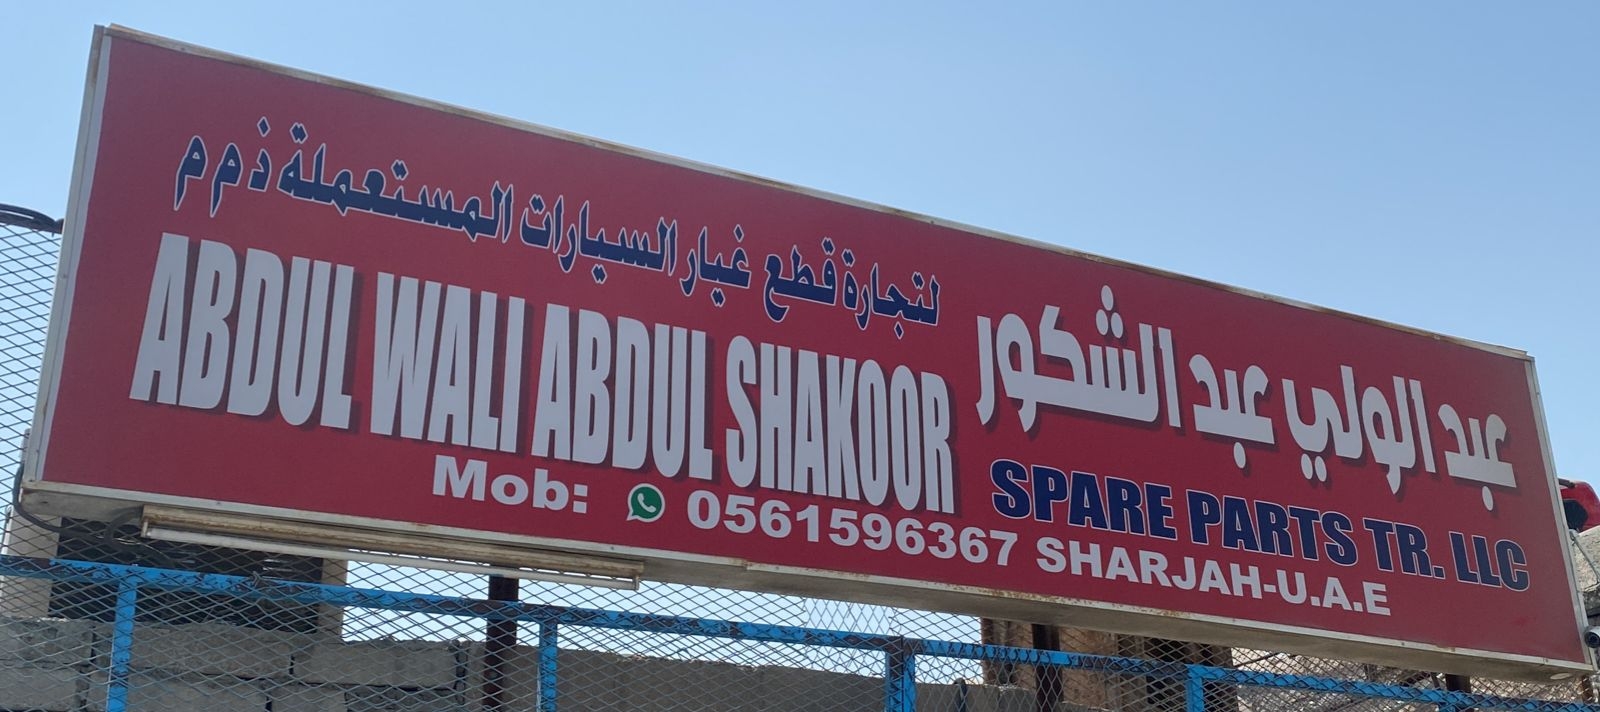 عبد الولي عبد الشكور
لتجارة قطع غيار السيارات المستعملة ذ م م
ABDUL WALI ABDUL SHAKOOR
SPARE PARTS TR. LLC
Mob: 0561596367 SHARJAH-U.A.E